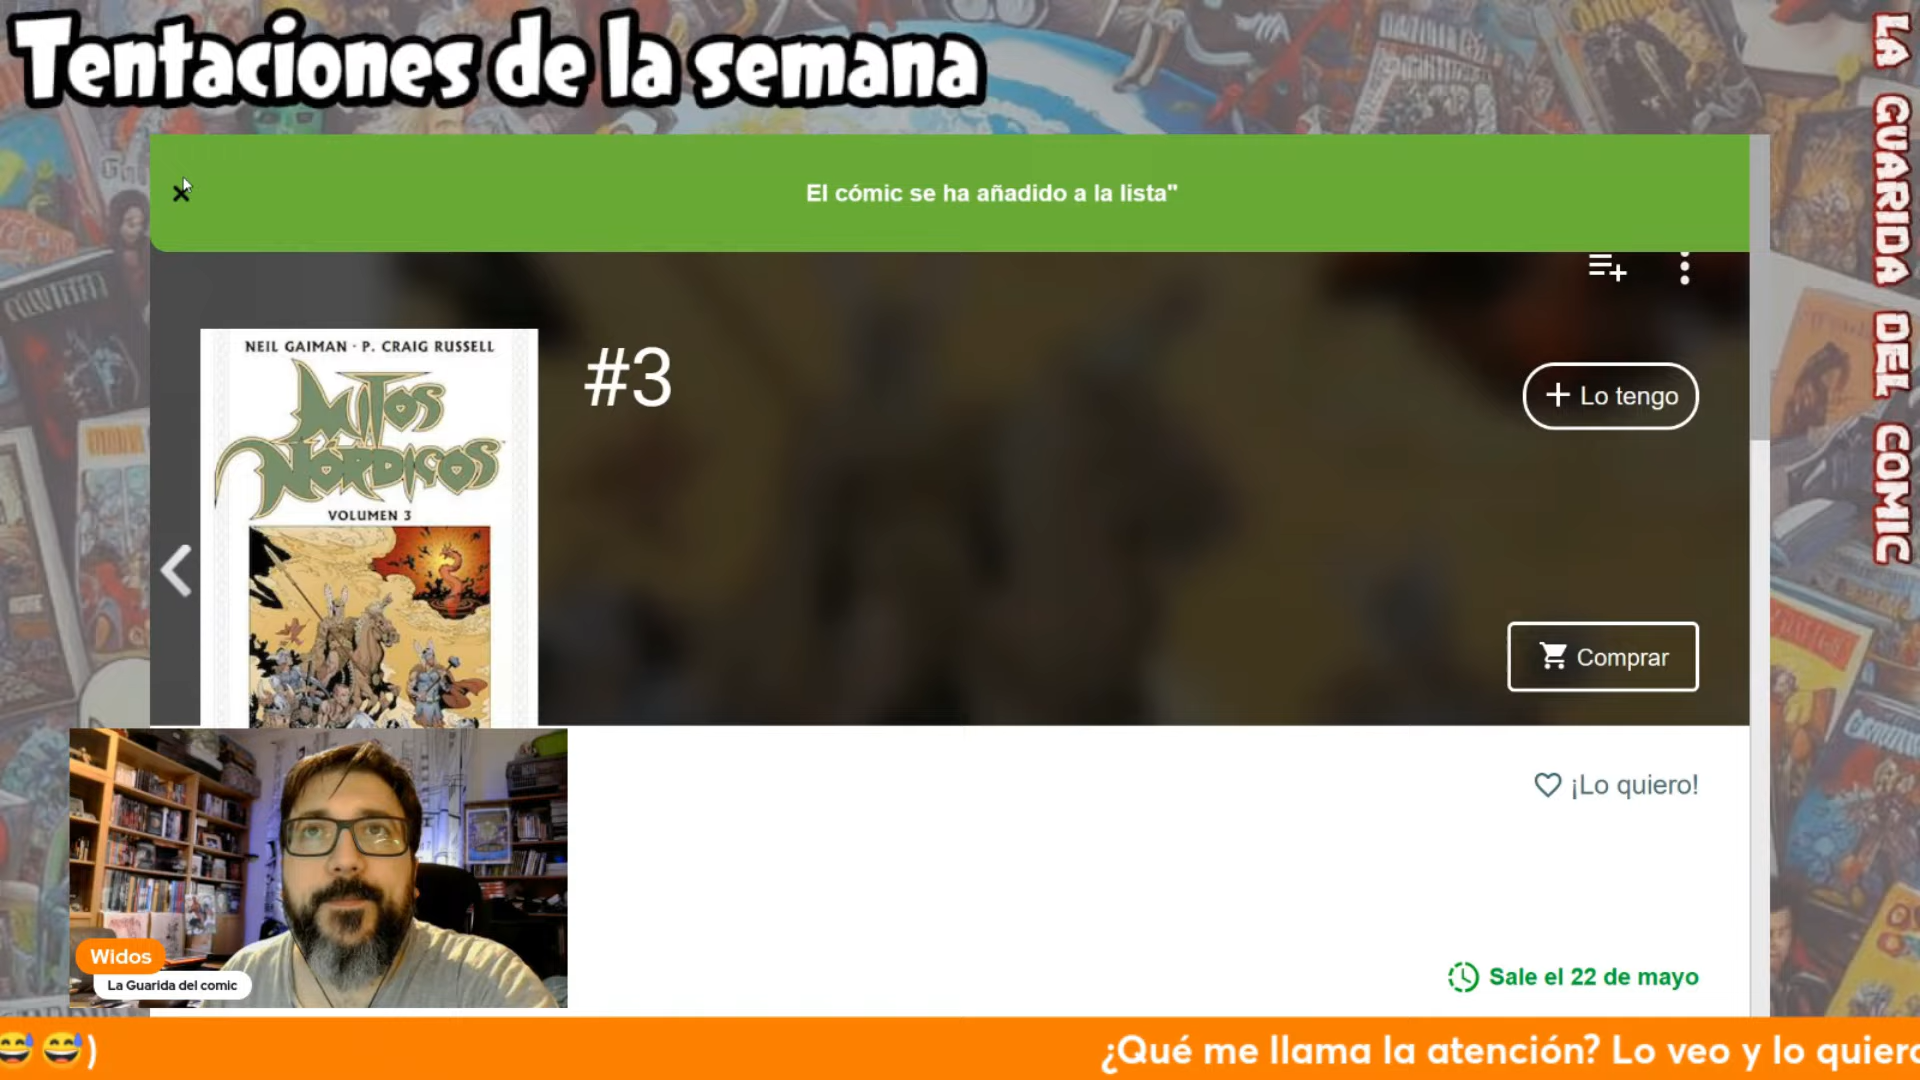 Tentaciones de la semana
LA GUARIDA DEL COMIC
El cómic se ha añadido a la lista"
NEIL GAIMAN · P. CRAIG RUSSELL
MITOS
NÓRDICOS
VOLUMEN 3
#3
+ Lo tengo
Comprar
¡Lo quiero!
Sale el 22 de mayo
Widos
La Guarida del comic
😅😅)
¿Qué me llama la atención? Lo veo y lo quiero